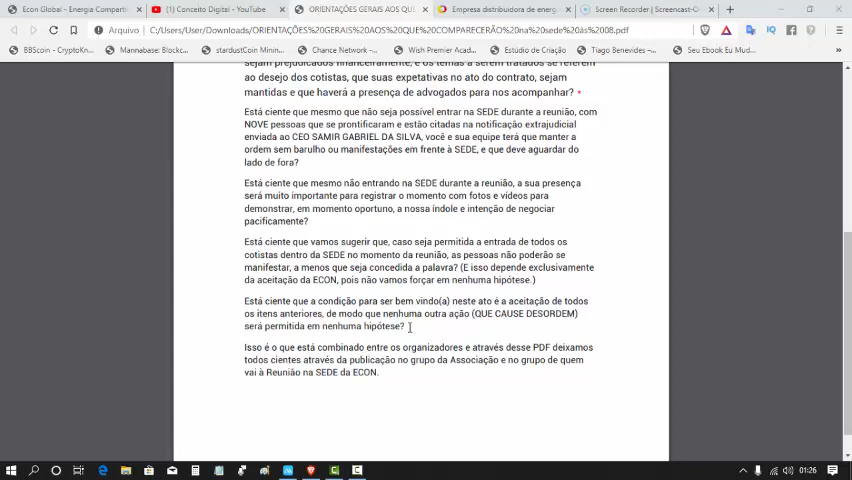 Econ Global - Energia Comparti
(1) Conceito Digital - YouTube
ORIENTAÇÕES GERAIS AOS QUE
Empresa distribuidora de energ
Screen Recorder | Screencast-O
Arquivo C:/Users/User/Downloads/ORIENTAÇÕES%20GERAIS%20AOS%20QUE%20COMPARECERÃO%20na%20sede%20às%2008.pdf
BBScoin - CryptoKn...
Mannabase: Blockc...
stardustCoin Minin...
Chance Network -...
Wish Premier Acad...
Estúdio de Criação
Tiago Benevides -...
Seu Ebook Eu Mud...
sejam prejudicados financeiramente, e os temas a serem tratados se referem
ao desejo dos cotistas, que suas expetativas no ato do contrato, sejam
mantidas e que haverá a presença de advogados para nos acompanhar? *
Está ciente que mesmo que não seja possível entrar na SEDE durante a reunião, com
NOVE pessoas que se prontificaram e estão citadas na notificação extrajudicial
enviada ao CEO SAMIR GABRIEL DA SILVA, você e sua equipe terá que manter a
ordem sem barulho ou manifestações em frente à SEDE, e que deve aguardar do
lado de fora?
Está ciente que mesmo não entrando na SEDE durante a reunião, a sua presença
será muito importante para registrar o momento com fotos e vídeos para
demonstrar, em momento oportuno, a nossa índole e intenção de negociar
pacificamente?
Está ciente que vamos sugerir que, caso seja permitida a entrada de todos os
cotistas dentro da SEDE no momento da reunião, as pessoas não poderão se
manifestar, a menos que seja concedida a palavra? (E isso depende exclusivamente
da aceitação da ECON, pois não vamos forçar em nenhuma hipótese.)
Está ciente que a condição para ser bem vindo(a) neste ato é a aceitação de todos
os itens anteriores, de modo que nenhuma outra ação (QUE CAUSE DESORDEM)
será permitida em nenhuma hipótese?
Isso é o que está combinado entre os organizadores e através desse PDF deixamos
todos cientes através da publicação no grupo da Associação e no grupo de quem
vai à Reunião na SEDE da ECON.
01:26